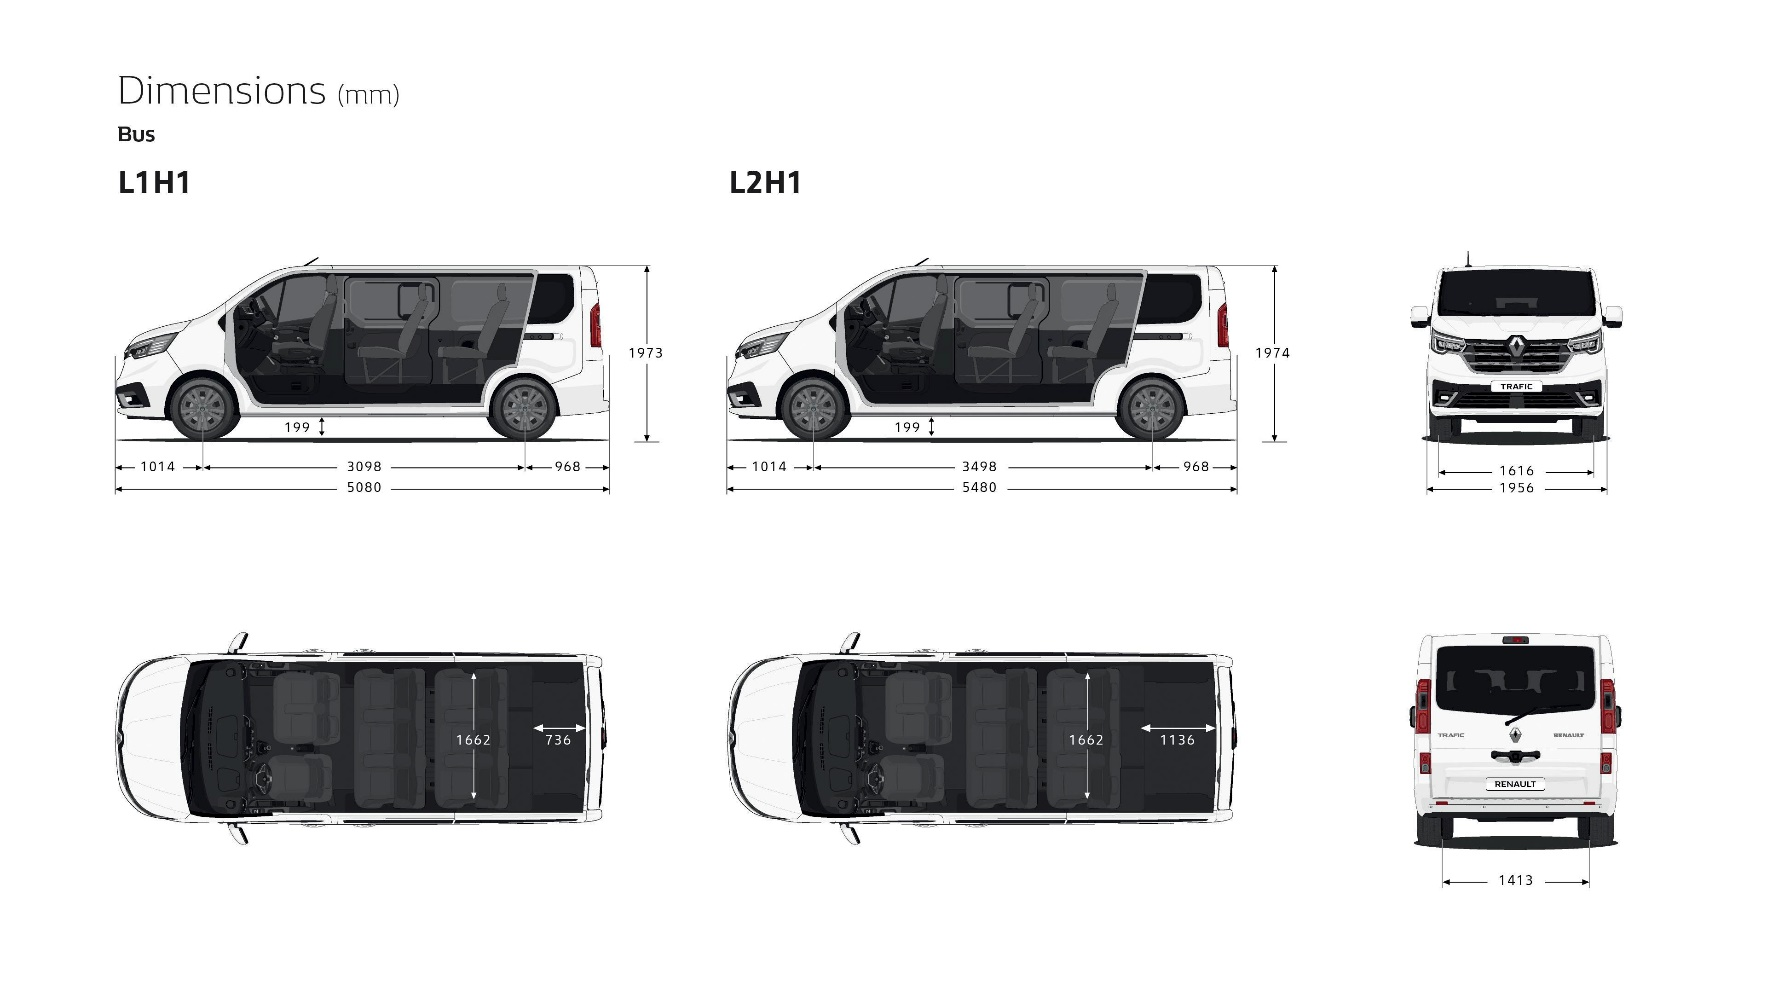 Dimensions (mm)
Bus
L1H1
L2H1
1973
1974
TRAFIC
199
199
1014
3098
968
1014
3498
968
1616
5080
5480
1956
1662
736
1662
1136
TRAFIC
RENAULT
RENAULT
1413